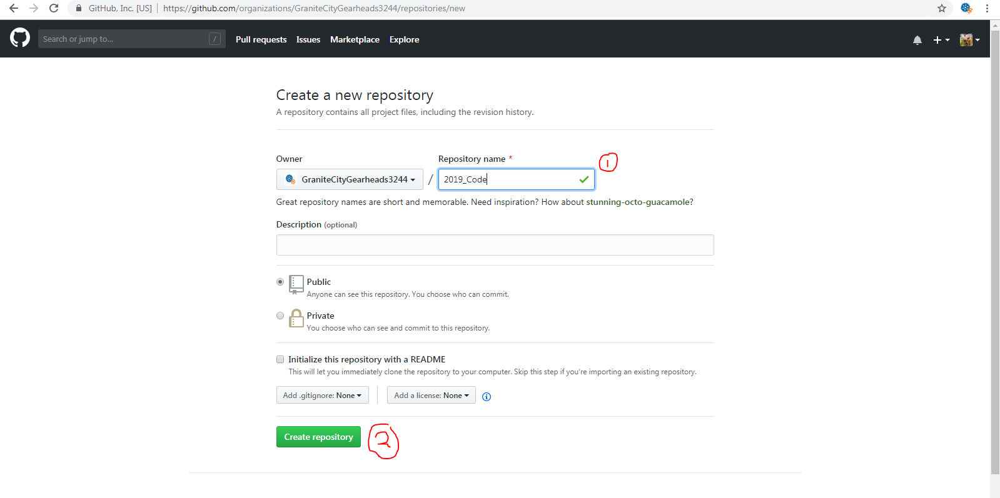 GitHub, Inc. [US] https://github.com/organizations/GraniteCityGearheads3244/repositories/new
Search or jump to... / Pull requests Issues Marketplace Explore
Create a new repository
A repository contains all project files, including the revision history.
Owner Repository name *
1
GraniteCityGearheads3244 / 2019_Code
Great repository names are short and memorable. Need inspiration? How about stunning-octo-guacamole?
Description (optional)
Public
Anyone can see this repository. You choose who can commit.
Private
You choose who can see and commit to this repository.
Initialize this repository with a README
This will let you immediately clone the repository to your computer. Skip this step if you're importing an existing repository.
Add .gitignore: None Add a license: None
Create repository 2